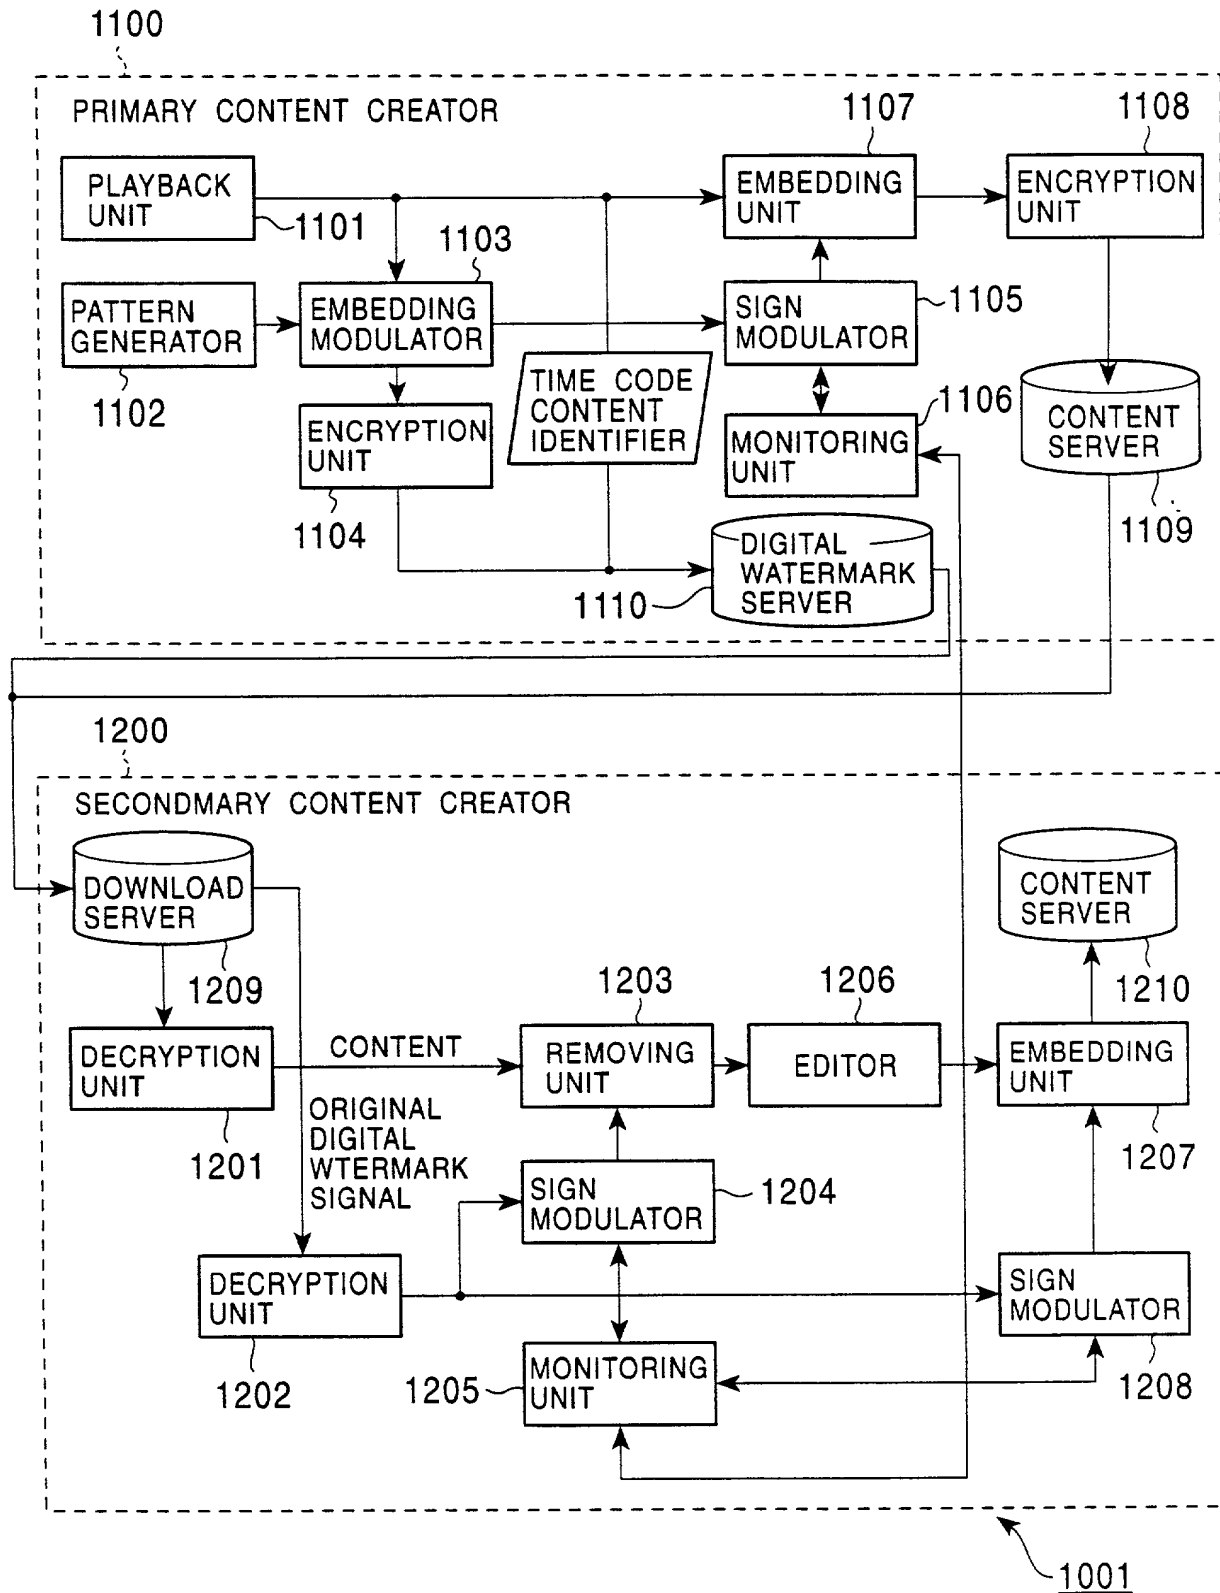 1100
PRIMARY CONTENT CREATOR
1107
1108
PLAYBACK
UNIT
1101
EMBEDDING
UNIT
ENCRYPTION
UNIT
1103
PATTERN
GENERATOR
1102
EMBEDDING
MODULATOR
SIGN
MODULATOR
1105
TIME CODE
CONTENT
IDENTIFIER
ENCRYPTION
UNIT
1104
1106
MONITORING
UNIT
CONTENT
SERVER
1109
DIGITAL
WATERMARK
SERVER
1110
1200
SECONDMARY CONTENT CREATOR
DOWNLOAD
SERVER
1209
CONTENT
SERVER
1210
1203
1206
DECRYPTION
UNIT
1201
CONTENT
REMOVING
UNIT
EDITOR
EMBEDDING
UNIT
1207
ORIGINAL
DIGITAL
WTERMARK
SIGNAL
SIGN
MODULATOR
1204
DECRYPTION
UNIT
1202
SIGN
MODULATOR
1208
1205
MONITORING
UNIT
1001